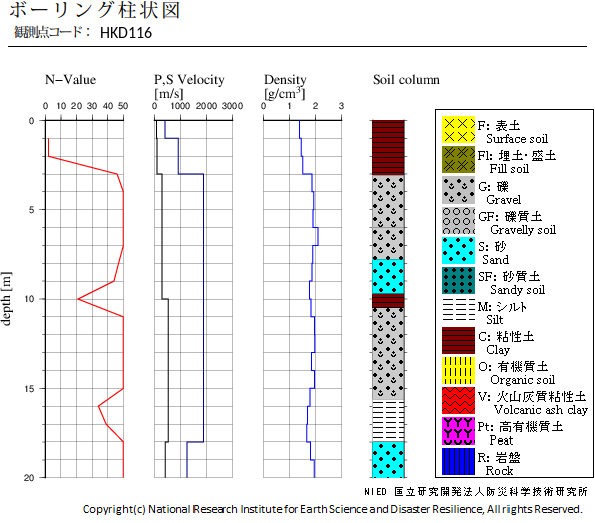 ボーリング柱状図
観測点コード： HKD116
N-Value
P,S Velocity
[m/s]
Density
[g/cm³]
Soil column
0 10 20 30 40 50
0 1000 2000 3000
0 1 2 3
0
5
10
15
20
depth [m]
F: 表土
Surface soil
Fl: 埋土・盛土
Fill soil
G: 礫
Gravel
GF: 礫質土
Gravelly soil
S: 砂
Sand
SF: 砂質土
Sandy soil
M: シルト
Silt
C: 粘性土
Clay
O: 有機質土
Organic soil
V: 火山灰質粘性土
Volcanic ash clay
Pt: 高有機質土
Peat
R: 岩盤
Rock
NIED 国立研究開発法人防災科学技術研究所
Copyright(c) National Research Institute for Earth Science and Disaster Resilience, All rights Reserved.